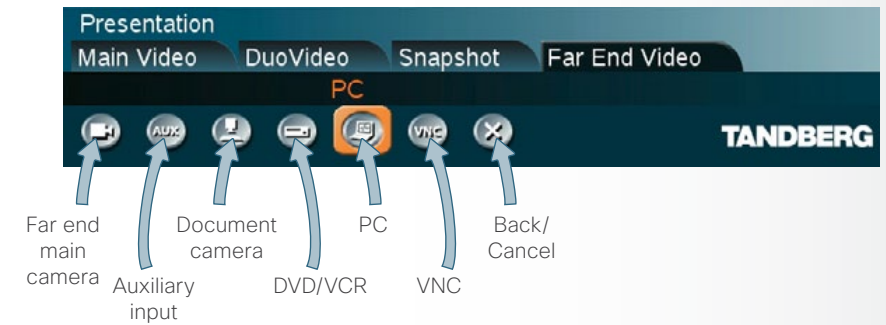 Presentation
Main Video DuoVideo Snapshot Far End Video
PC
AUX VNC TANDBERG
Far end
main
camera
Auxiliary
input
Document
camera
DVD/VCR
PC
VNC
Back/
Cancel